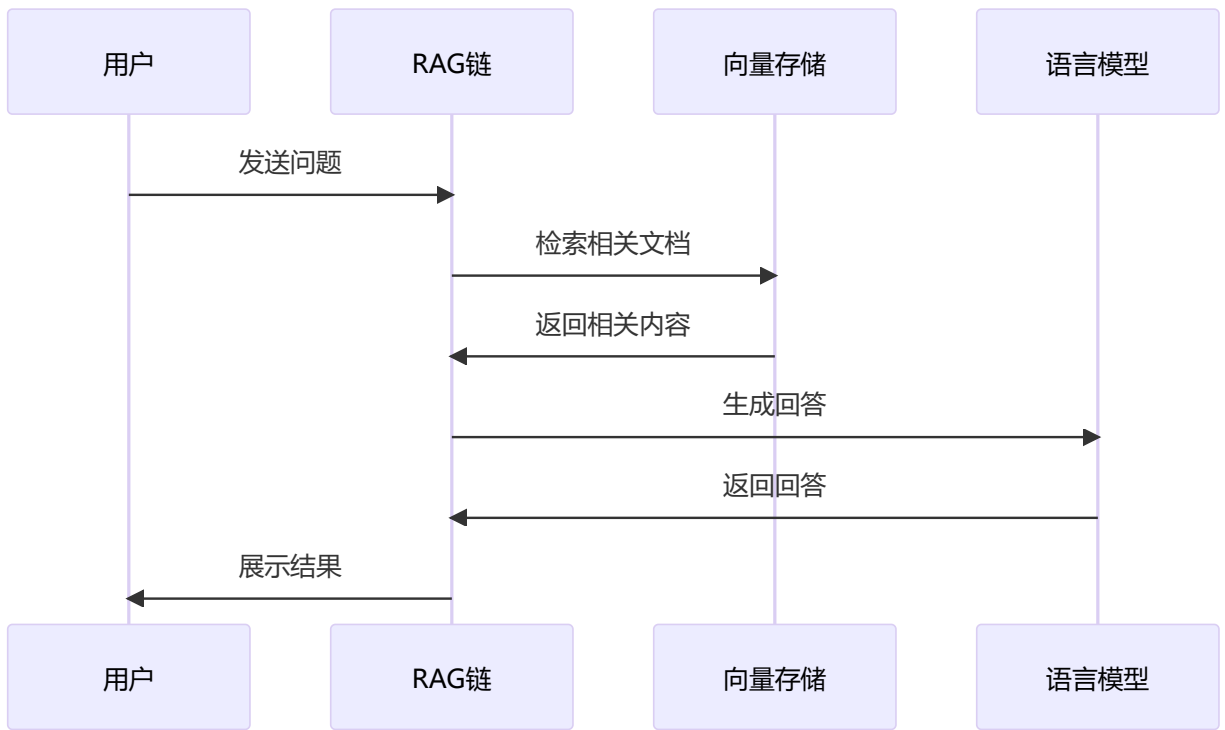 用户
RAG链
向量存储
语言模型
发送问题
检索相关文档
返回相关内容
生成回答
返回回答
展示结果
用户
RAG链
向量存储
语言模型